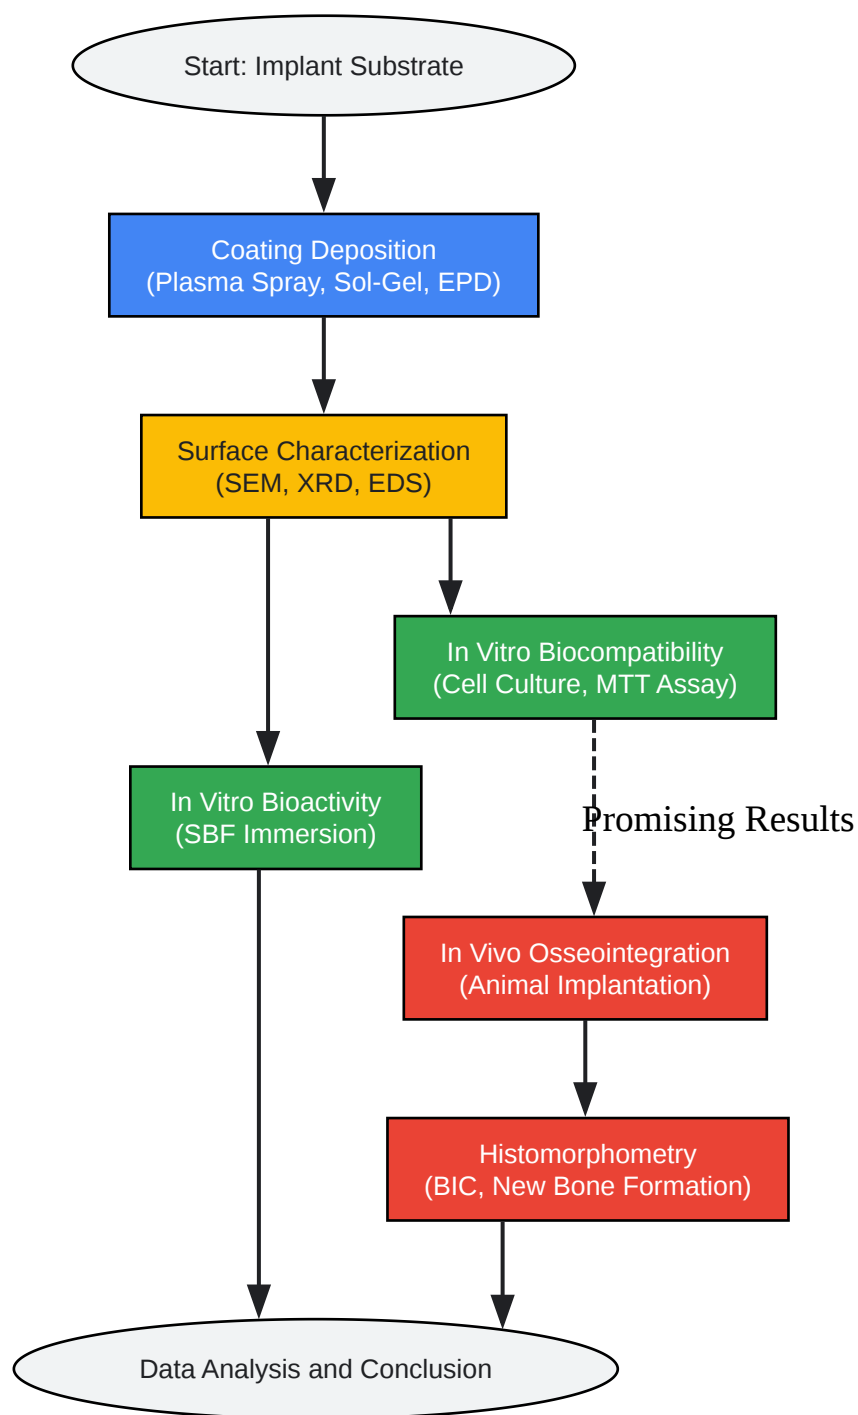 Start: Implant Substrate
Coating Deposition
(Plasma Spray, Sol-Gel, EPD)
Surface Characterization
(SEM, XRD, EDS)
In Vitro Biocompatibility
(Cell Culture, MTT Assay)
In Vitro Bioactivity
(SBF Immersion)
Promising Results
In Vivo Osseointegration
(Animal Implantation)
Histomorphometry
(BIC, New Bone Formation)
Data Analysis and Conclusion